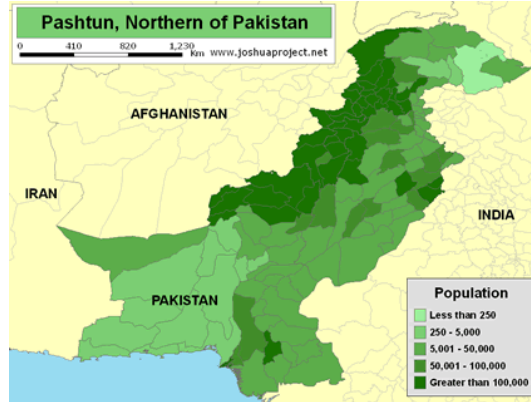 Pashtun, Northern of Pakistan
0 410 820 1,230
Km www.joshuaproject.net
AFGHANISTAN
IRAN
INDIA
PAKISTAN
Population
Less than 250
250 - 5,000
5,001 - 50,000
50,001 - 100,000
Greater than 100,000